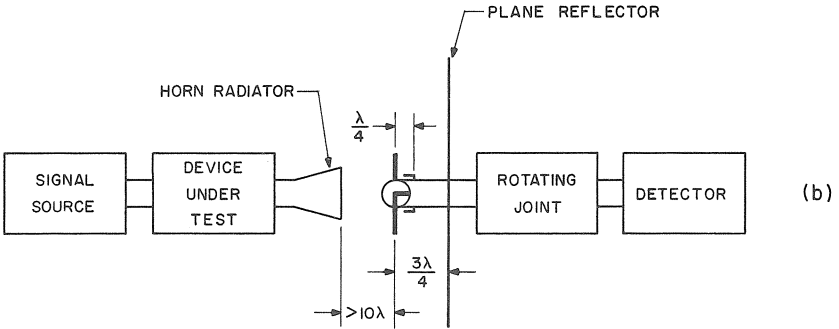 PLANE REFLECTOR
HORN RADIATOR
λ
4
SIGNAL
SOURCE
DEVICE
UNDER
TEST
ROTATING
JOINT
DETECTOR
(b)
3λ
4
>10λ